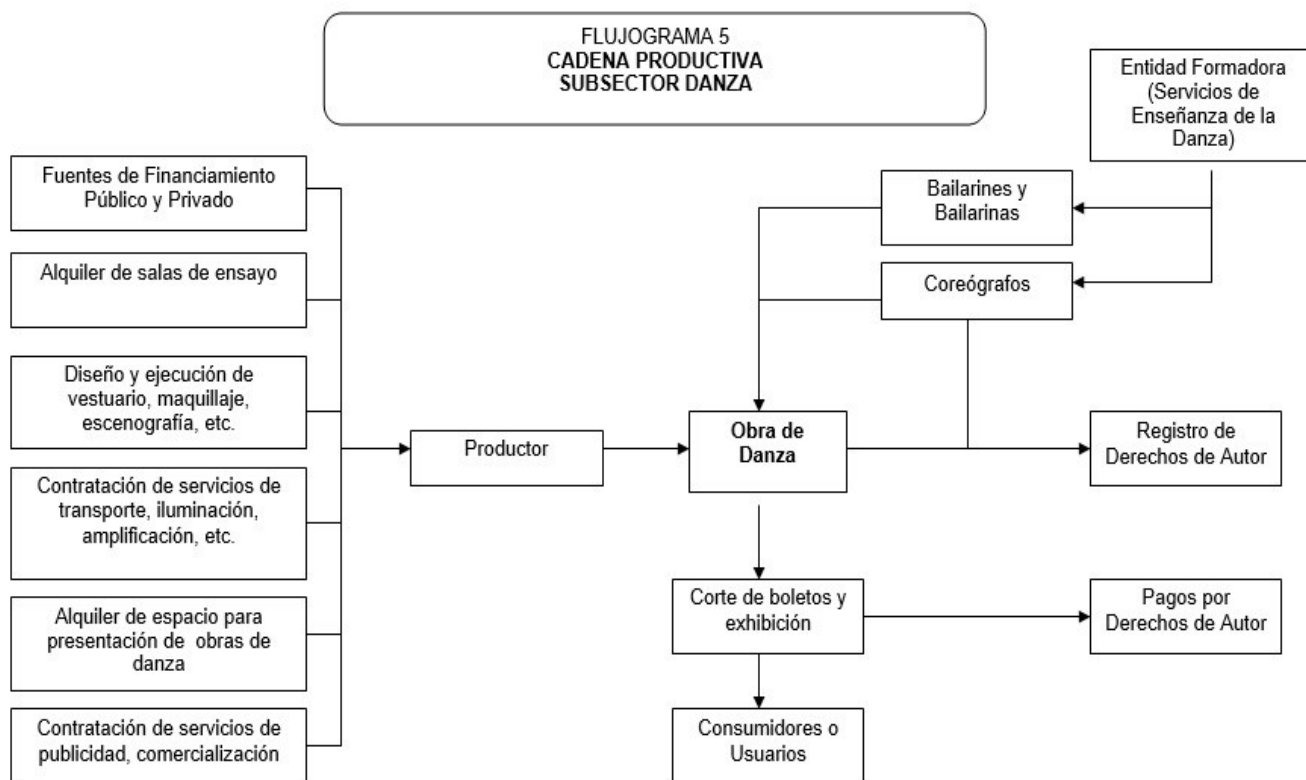 FLUJOGRAMA 5
CADENA PRODUCTIVA
SUBSECTOR DANZA
Entidad Formadora
(Servicios de
Enseñanza de la
Danza)
Fuentes de Financiamiento
Público y Privado
Bailarines y
Bailarinas
Alquiler de salas de ensayo
Coreógrafos
Diseño y ejecución de
vestuario, maquillaje,
escenografía, etc.
Productor
Obra de
Danza
Registro de
Derechos de Autor
Contratación de servicios de
transporte, iluminación,
amplificación, etc.
Corte de boletos y
exhibición
Pagos por
Derechos de Autor
Alquiler de espacio para
presentación de obras de
danza
Contratación de servicios de
publicidad, comercialización
Consumidores o
Usuarios